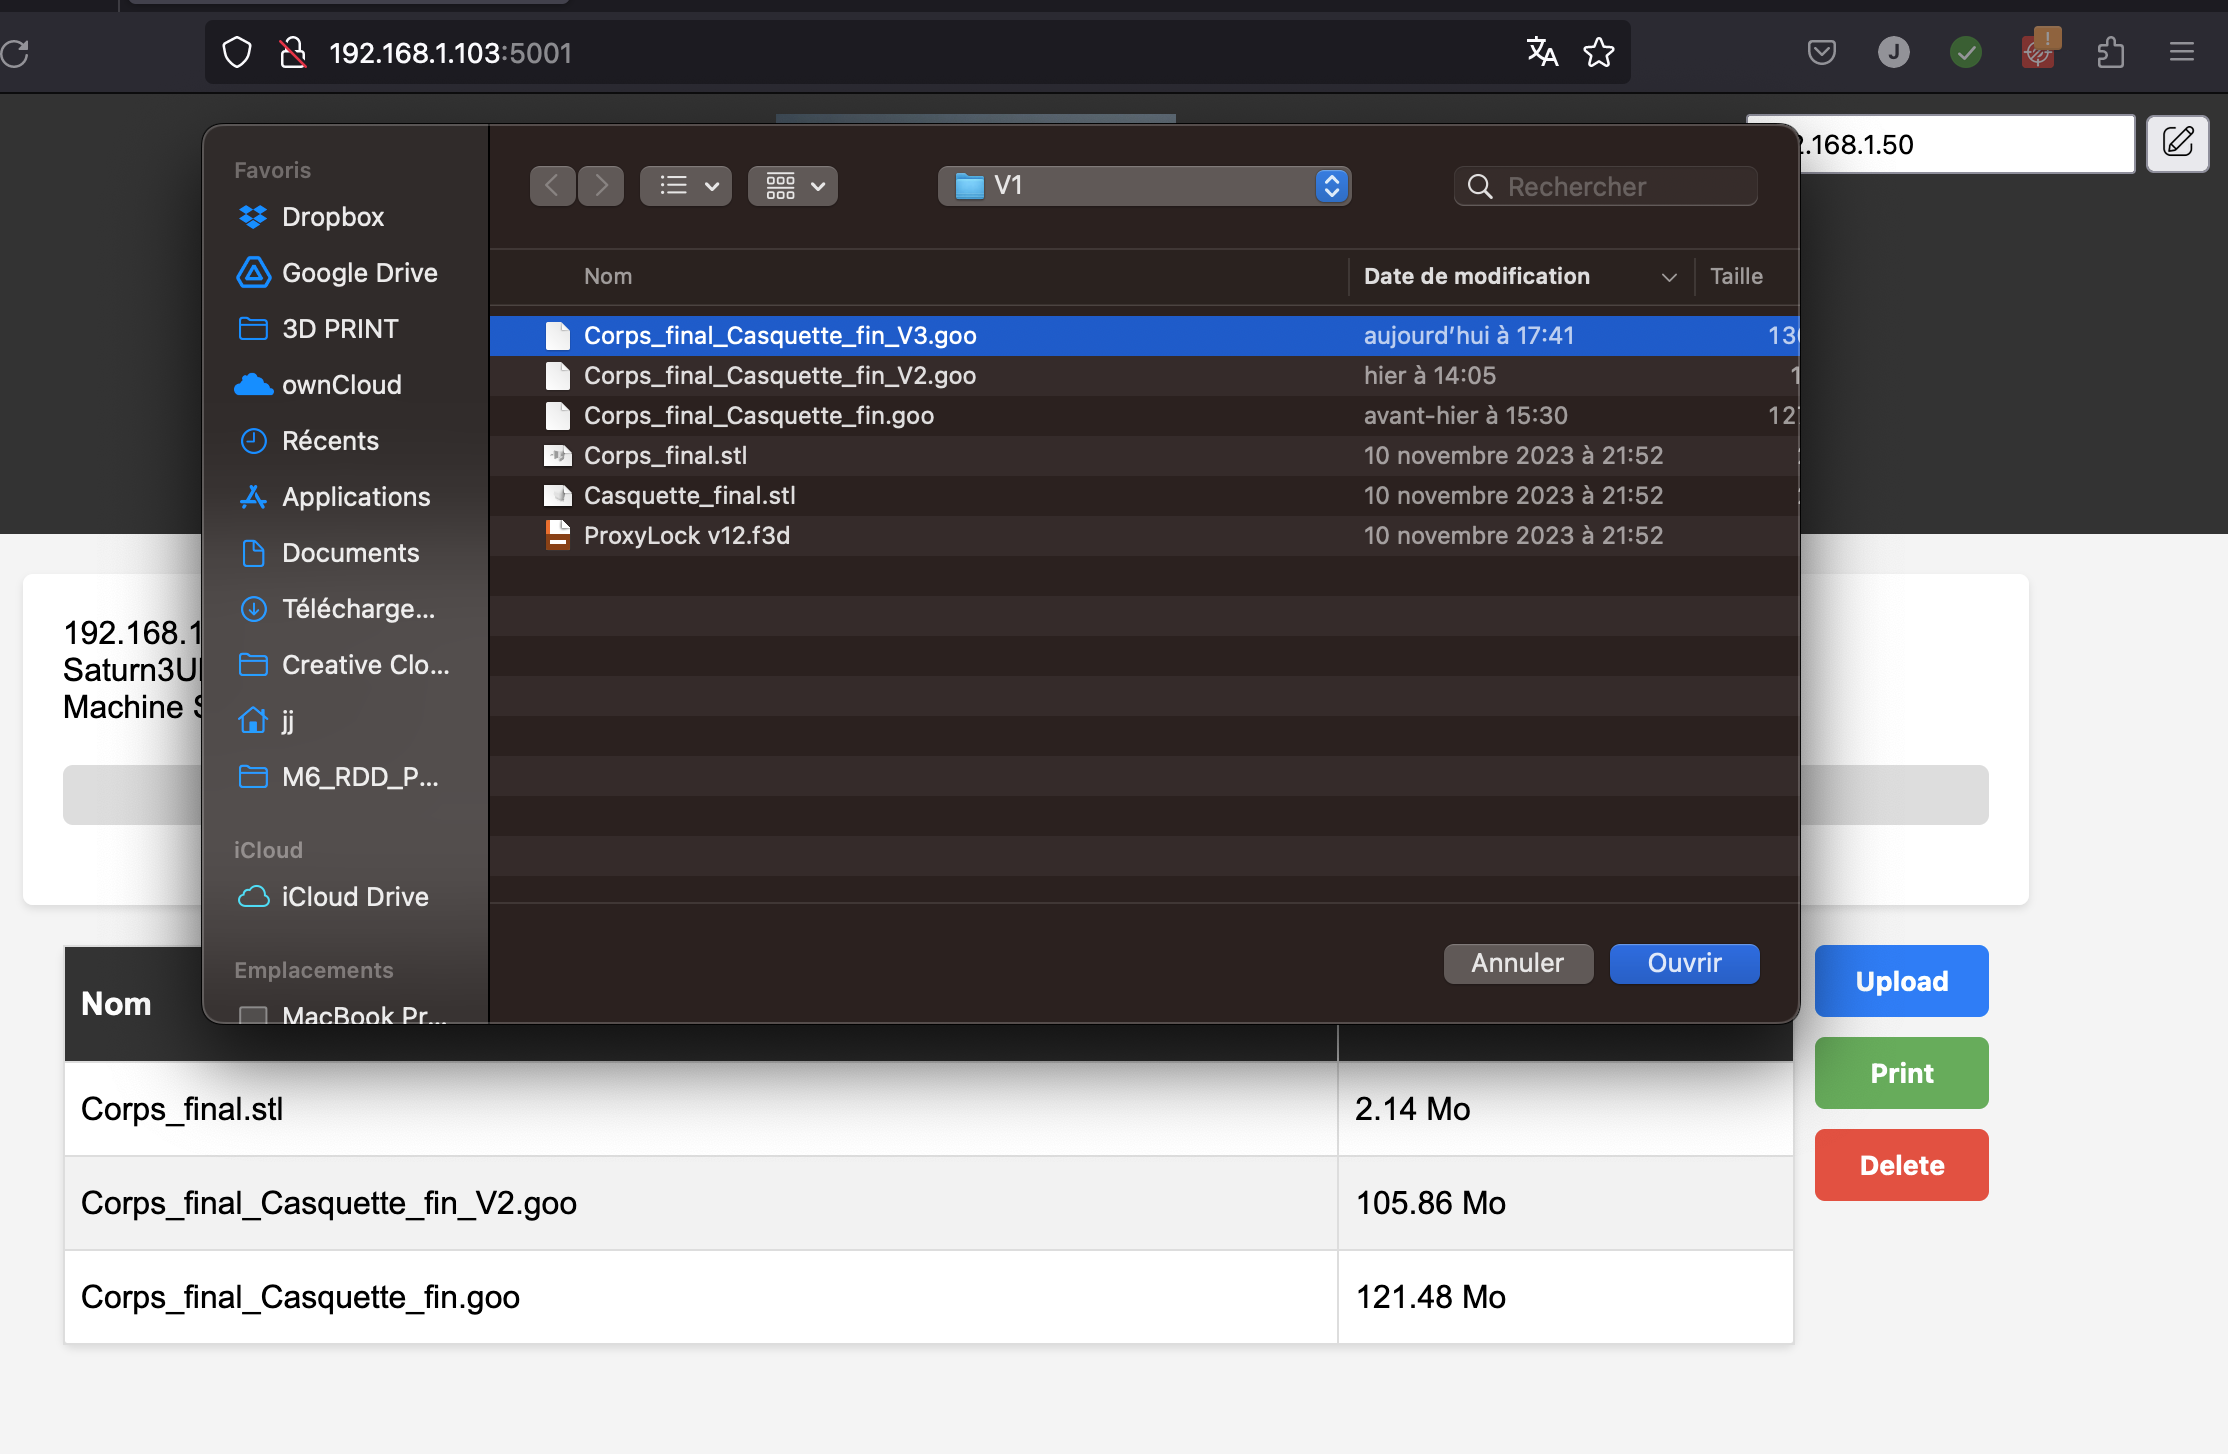 192.168.1.103:5001
J
.168.1.50
Favoris
Dropbox
Google Drive
3D PRINT
ownCloud
Récents
Applications
Documents
Télécharge...
Creative Clo...
jj
M6_RDD_P...
iCloud
iCloud Drive
Emplacements
MacBook Pr...
V1
Rechercher
Nom Date de modification Taille
Corps_final_Casquette_fin_V3.goo aujourd’hui à 17:41 13
Corps_final_Casquette_fin_V2.goo hier à 14:05 1
Corps_final_Casquette_fin.goo avant-hier à 15:30 12
Corps_final.stl 10 novembre 2023 à 21:52
Casquette_final.stl 10 novembre 2023 à 21:52
ProxyLock v12.f3d 10 novembre 2023 à 21:52
Annuler Ouvrir
192.168.1
Saturn3Ul
Machine S
Nom
Corps_final.stl 2.14 Mo
Corps_final_Casquette_fin_V2.goo 105.86 Mo
Corps_final_Casquette_fin.goo 121.48 Mo
Upload
Print
Delete